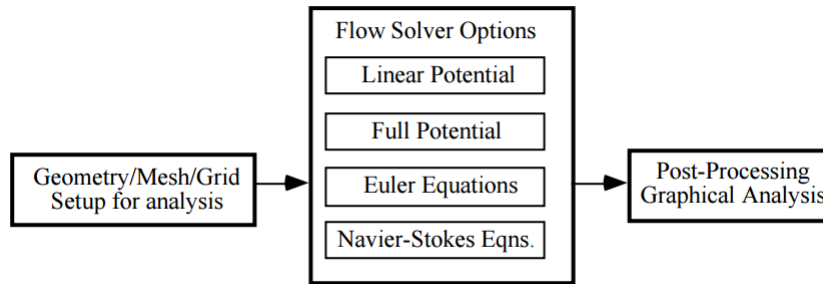 Geometry/Mesh/Grid
Setup for analysis
Flow Solver Options
Linear Potential
Full Potential
Euler Equations
Navier-Stokes Eqns.
Post-Processing
Graphical Analysis